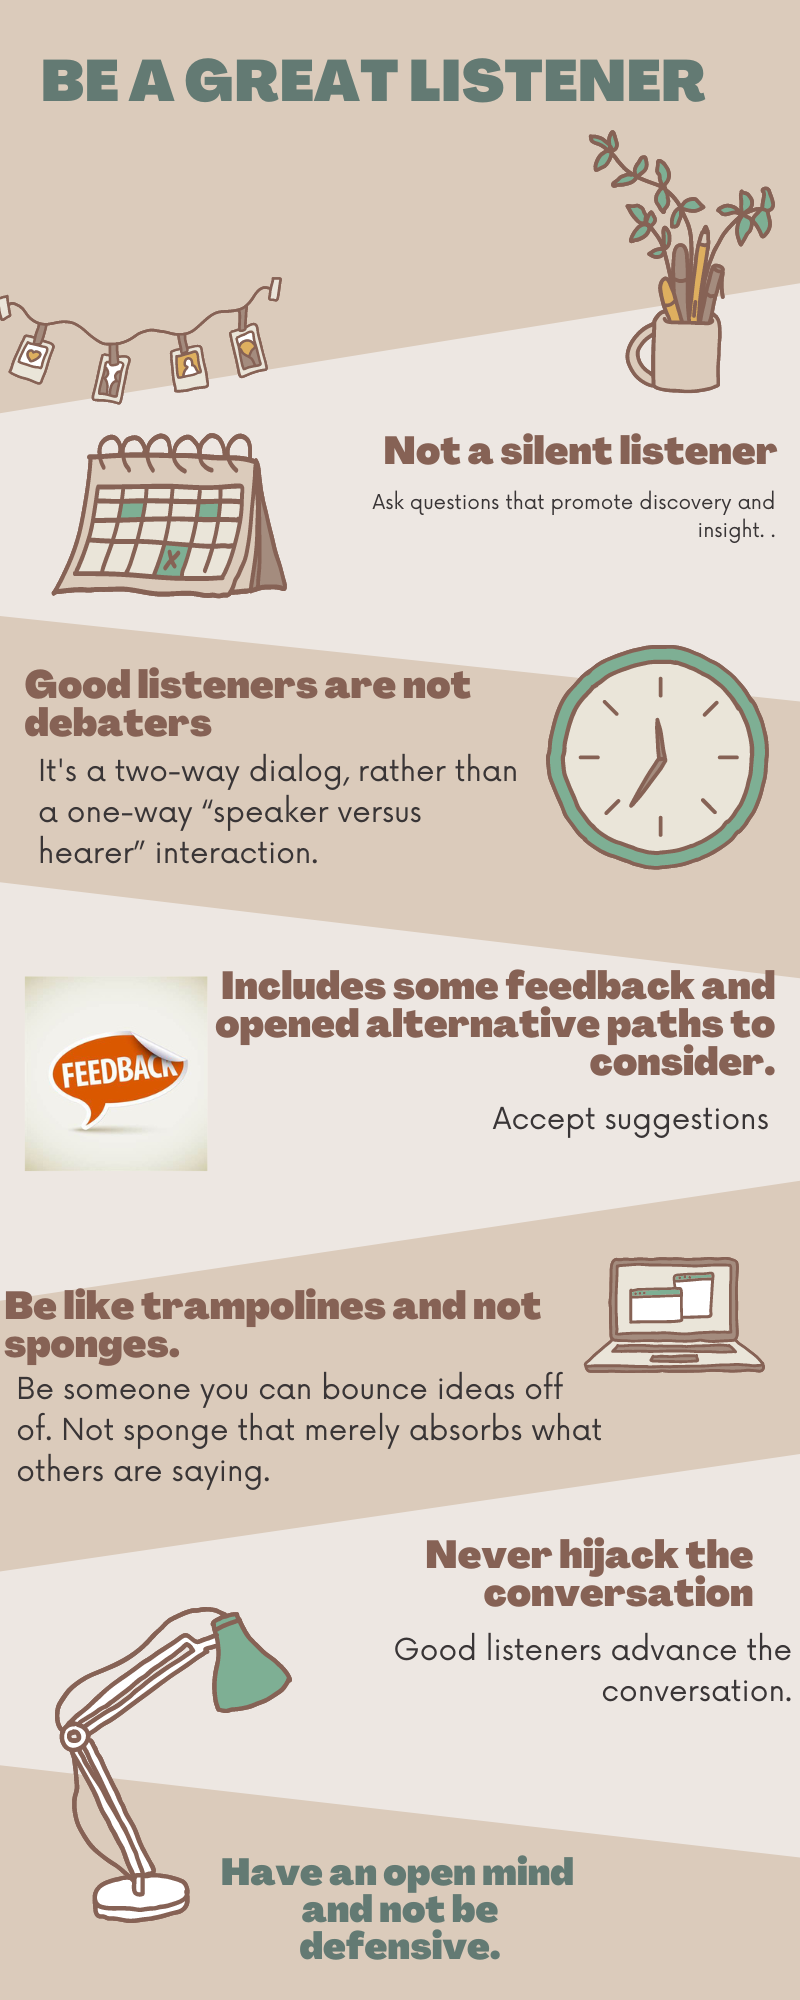 BE A GREAT LISTENER
Not a silent listener
Ask questions that promote discovery and
insight. .
Good listeners are not
debaters
It's a two-way dialog, rather than
a one-way “speaker versus
hearer” interaction.
FEEDBACK
Includes some feedback and
opened alternative paths to
consider.
Accept suggestions
Be like trampolines and not
sponges.
Be someone you can bounce ideas off
of. Not sponge that merely absorbs what
others are saying.
Never hijack the
conversation
Good listeners advance the
conversation.
Have an open mind
and not be
defensive.